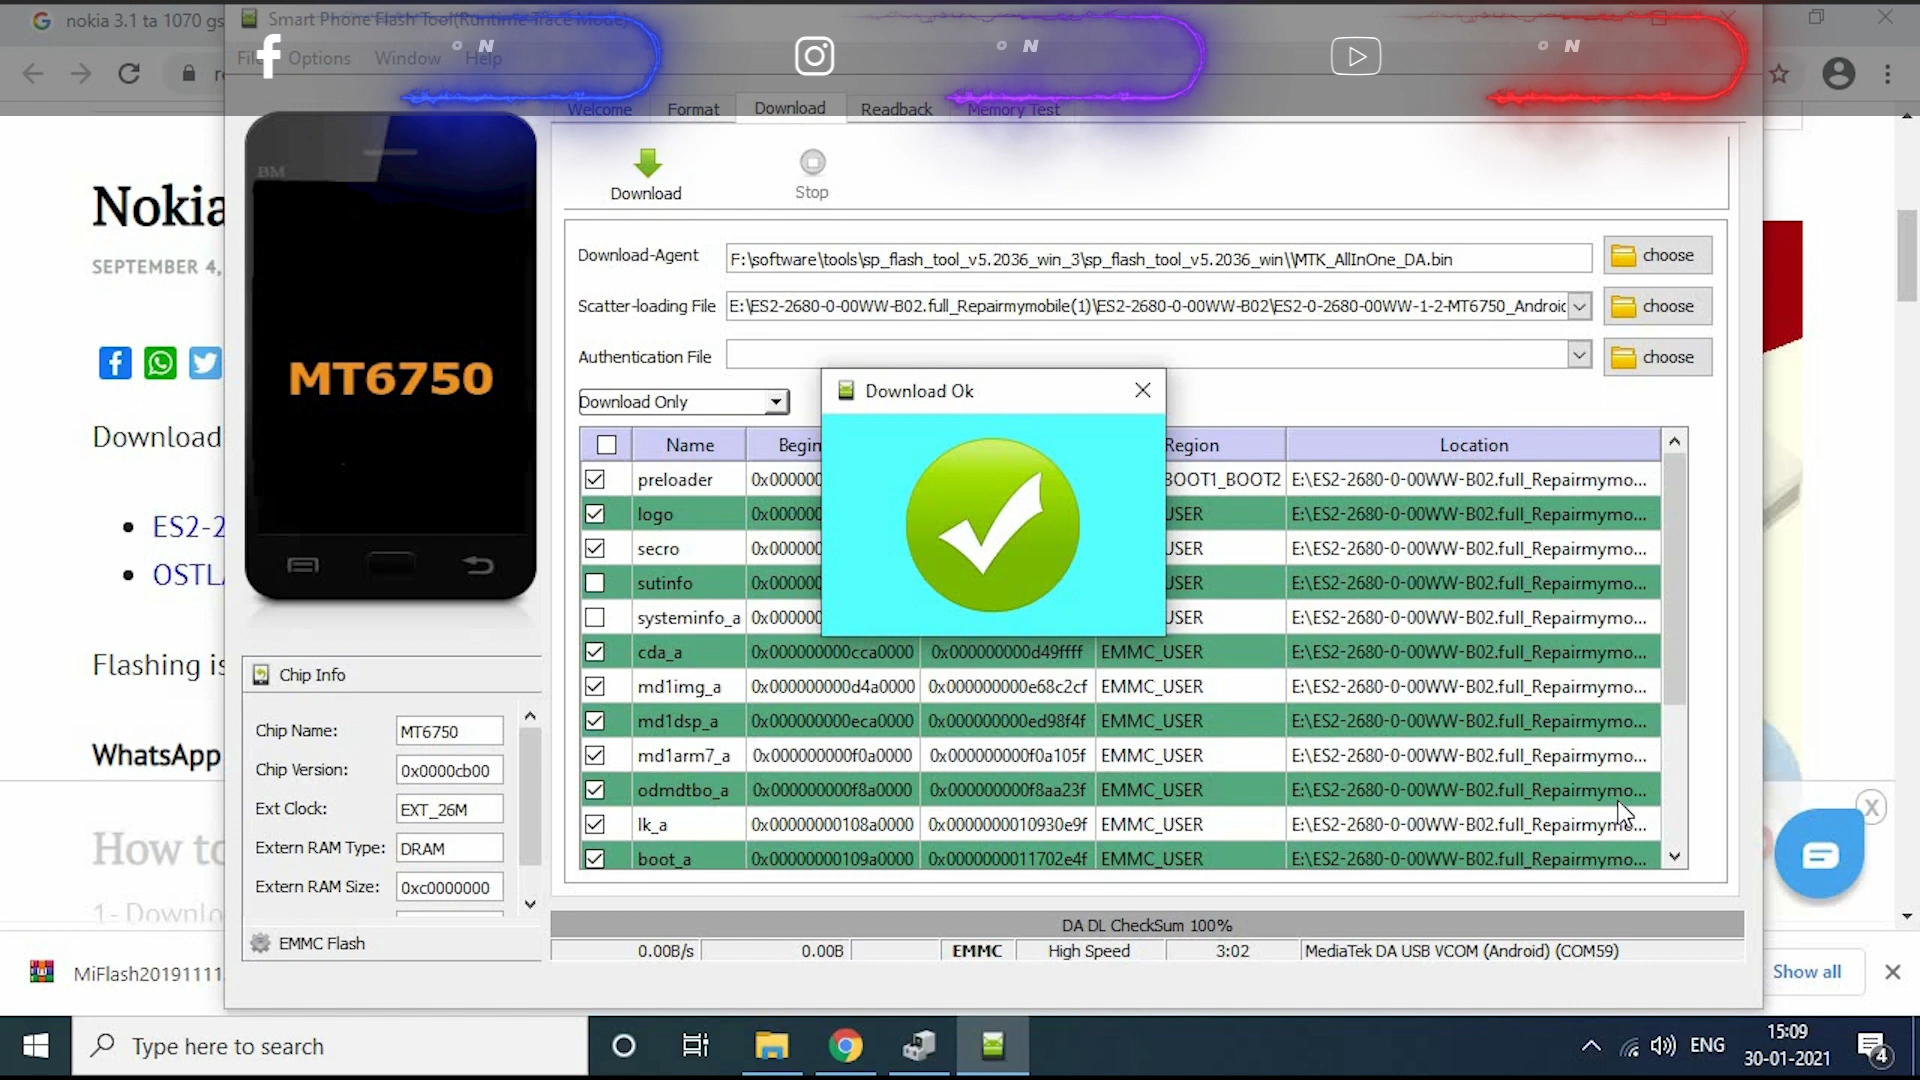 nokia 3.1 ta 1070 gs
Smart Phone Flash Tool(Runtime Trace Mode)
N
N
N
Options
Window
Help
Welcome
Format
Download
Readback
Memory Test
BM
MT6750
Download
Stop
Download-Agent
F:\software\tools\sp_flash_tool_v5.2036_win_3\sp_flash_tool_v5.2036_win\\MTK_AllInOne_DA.bin
choose
Scatter-loading File
E:\ES2-2680-0-00WW-B02.full_Repairmymobile(1)\ES2-2680-0-00WW-B02\ES2-0-2680-00WW-1-2-MT6750_Androic
choose
Authentication File
choose
Download Only
Download Ok
Name
Begin
Region
Location
preloader
0x000000
BOOT1_BOOT2
E:\ES2-2680-0-00WW-B02.full_Repairmymo...
logo
0x000000
USER
E:\ES2-2680-0-00WW-B02.full_Repairmymo...
secro
0x000000
USER
E:\ES2-2680-0-00WW-B02.full_Repairmymo...
sutinfo
0x000000
USER
E:\ES2-2680-0-00WW-B02.full_Repairmymo...
systeminfo_a
0x000000
USER
E:\ES2-2680-0-00WW-B02.full_Repairmymo...
cda_a
0x000000000cca0000
0x000000000d49ffff
EMMC_USER
E:\ES2-2680-0-00WW-B02.full_Repairmymo...
md1img_a
0x000000000d4a0000
0x000000000e68c2cf
EMMC_USER
E:\ES2-2680-0-00WW-B02.full_Repairmymo...
md1dsp_a
0x000000000eca0000
0x000000000ed98f4f
EMMC_USER
E:\ES2-2680-0-00WW-B02.full_Repairmymo...
md1arm7_a
0x000000000f0a0000
0x000000000f0a105f
EMMC_USER
E:\ES2-2680-0-00WW-B02.full_Repairmymo...
odmdtbo_a
0x000000000f8a0000
0x000000000f8aa23f
EMMC_USER
E:\ES2-2680-0-00WW-B02.full_Repairmymo...
lk_a
0x00000000108a0000
0x0000000010930e9f
EMMC_USER
E:\ES2-2680-0-00WW-B02.full_Repairmymo...
boot_a
0x00000000109a0000
0x0000000011702e4f
EMMC_USER
E:\ES2-2680-0-00WW-B02.full_Repairmymo...
Chip Info
Chip Name:
MT6750
Chip Version:
0x0000cb00
Ext Clock:
EXT_26M
Extern RAM Type:
DRAM
Extern RAM Size:
0xc0000000
EMMC Flash
DA DL CheckSum 100%
0.00B/s
0.00B
EMMC
High Speed
3:02
MediaTek DA USB VCOM (Android) (COM59)
Nokia
SEPTEMBER 4,
Download
ES2-2
OSTL
Flashing is
WhatsApp
How to
1- Downlo
X
MiFlash20191111
Show all
Type here to search
ENG
15:09
30-01-2021
4